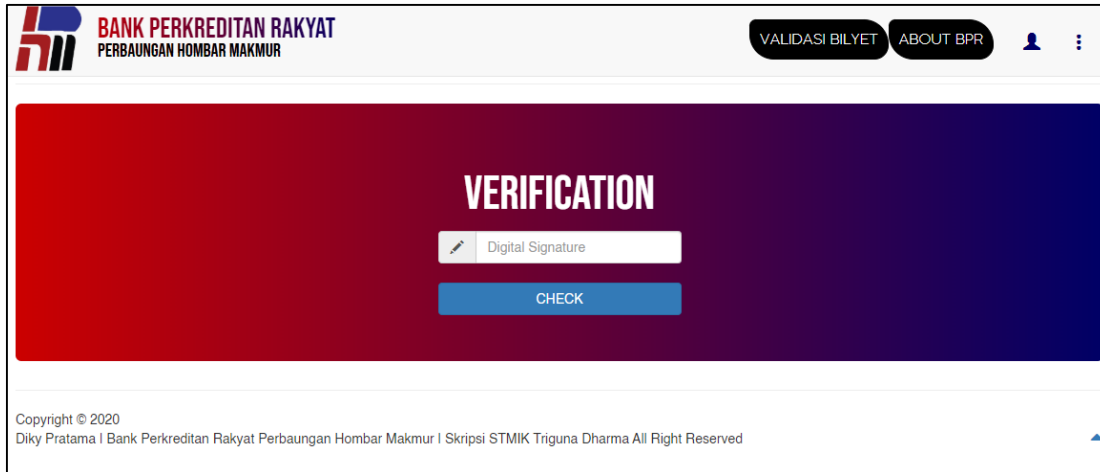 BANK PERKREDITAN RAKYAT
PERBAUNGAN HOMBAR MAKMUR
VALIDASI BILYET
ABOUT BPR
VERIFICATION
Digital Signature
CHECK
Copyright © 2020
Diky Pratama I Bank Perkreditan Rakyat Perbaungan Hombar Makmur I Skripsi STMIK Triguna Dharma All Right Reserved